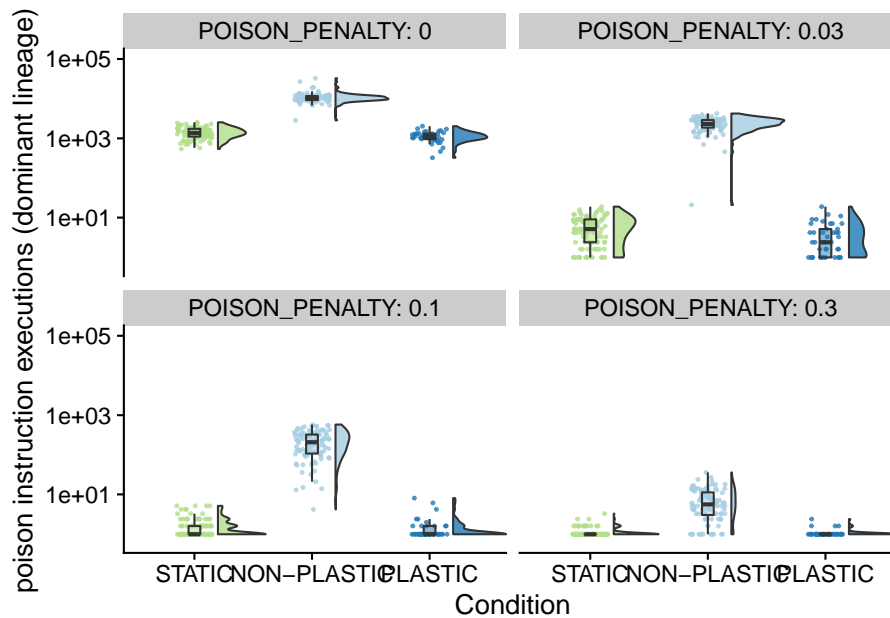 POISON_PENALTY: 0
POISON_PENALTY: 0.03
1e+05
1e+03
1e+01
POISON_PENALTY: 0.1
POISON_PENALTY: 0.3
1e+05
1e+03
1e+01
STATIC NON−PLASTIC PLASTIC
STATIC NON−PLASTIC PLASTIC
Condition
poison instruction executions (dominant lineage)